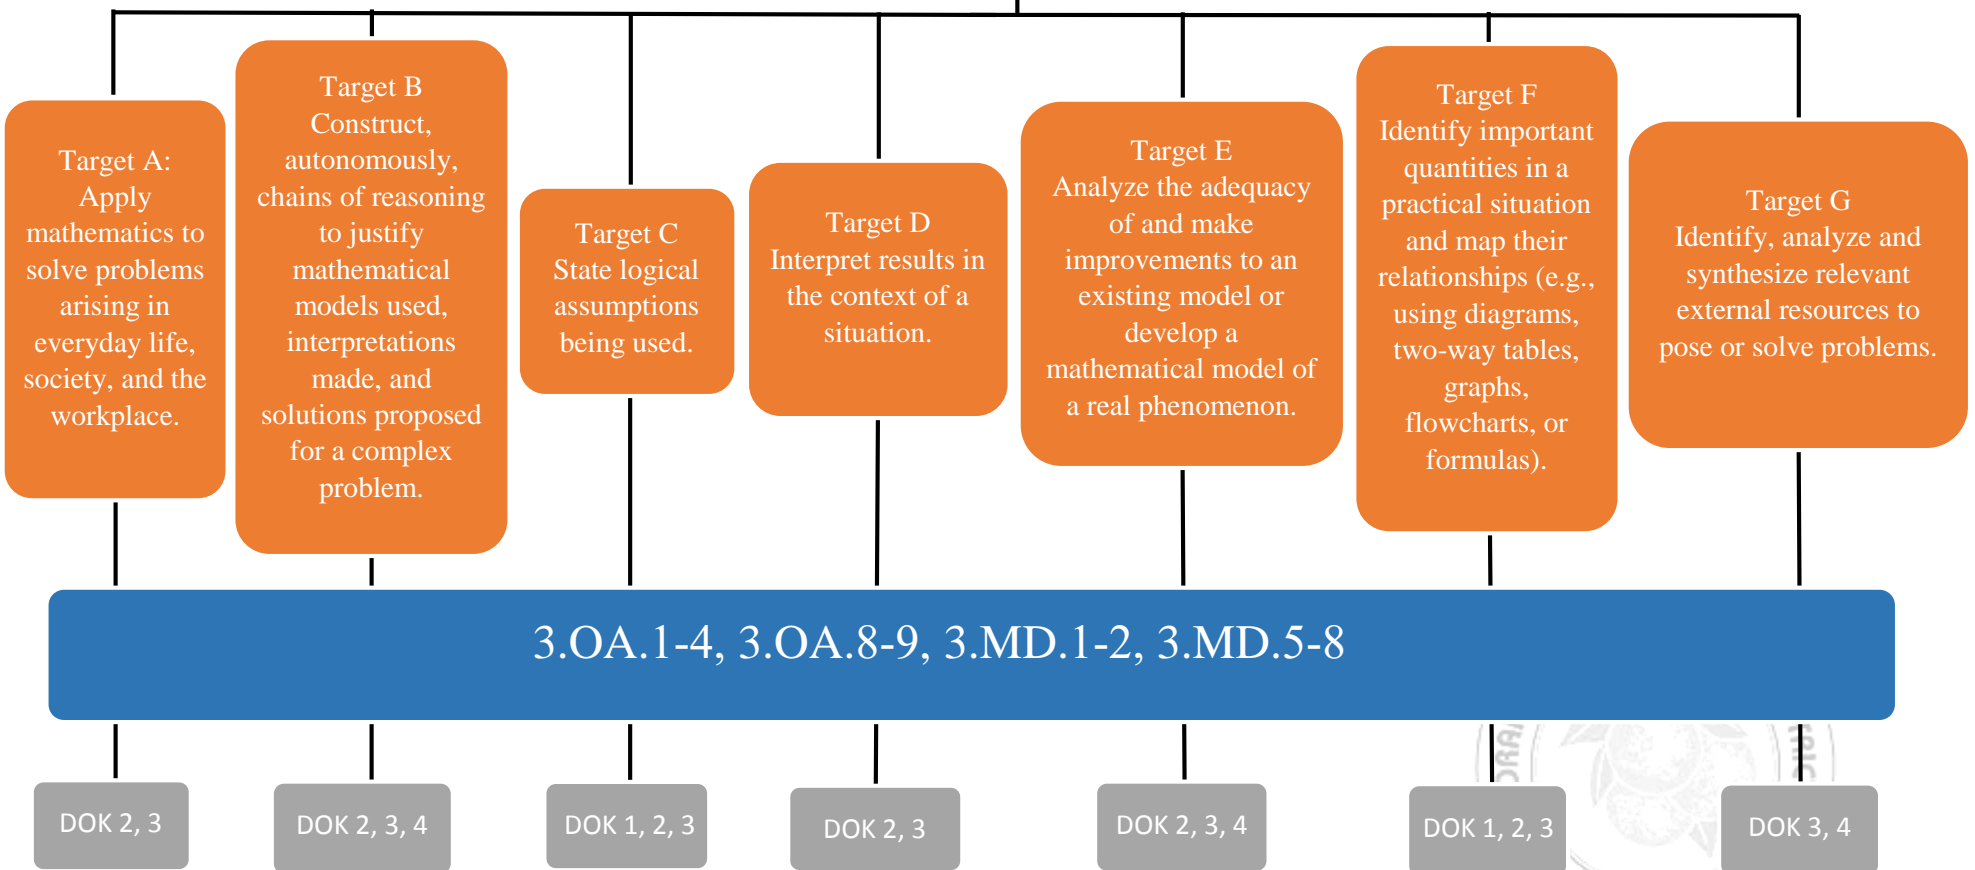 Target A:
Apply
mathematics to
solve problems
arising in
everyday life,
society, and the
workplace.
Target B
Construct,
autonomously,
chains of reasoning
to justify
mathematical
models used,
interpretations
made, and
solutions proposed
for a complex
problem.
Target C
State logical
assumptions
being used.
Target D
Interpret results in
the context of a
situation.
Target E
Analyze the adequacy
of and make
improvements to an
existing model or
develop a
mathematical model of
a real phenomenon.
Target F
Identify important
quantities in a
practical situation
and map their
relationships (e.g.,
using diagrams,
two-way tables,
graphs,
flowcharts, or
formulas).
Target G
Identify, analyze and
synthesize relevant
external resources to
pose or solve problems.
3.OA.1-4, 3.OA.8-9, 3.MD.1-2, 3.MD.5-8
DOK 2, 3
DOK 2, 3, 4
DOK 1, 2, 3
DOK 2, 3
DOK 2, 3, 4
DOK 1, 2, 3
DOK 3, 4